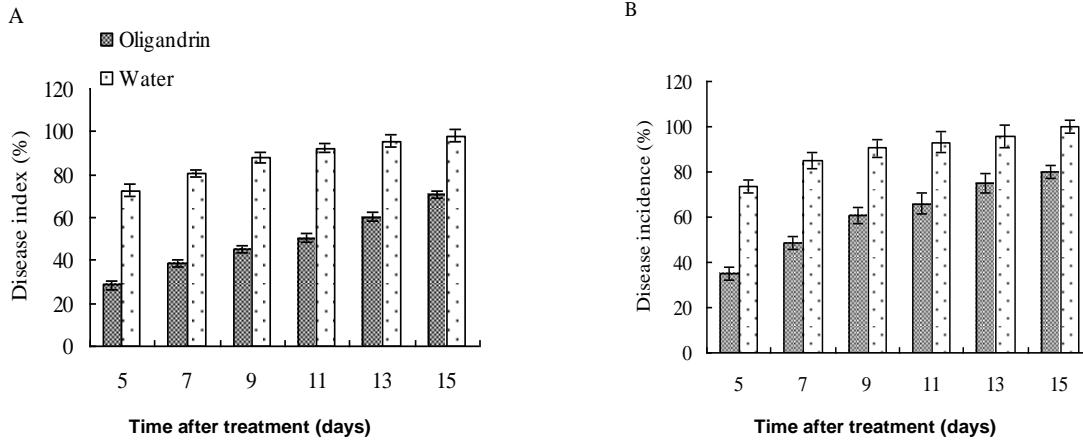 A
Oligandrin
Water
Disease index (%)
120
100
80
60
40
20
0
5 7 9 11 13 15
Time after treatment (days)
B
Disease incidence (%)
120
100
80
60
40
20
0
5 7 9 11 13 15
Time after treatment (days)